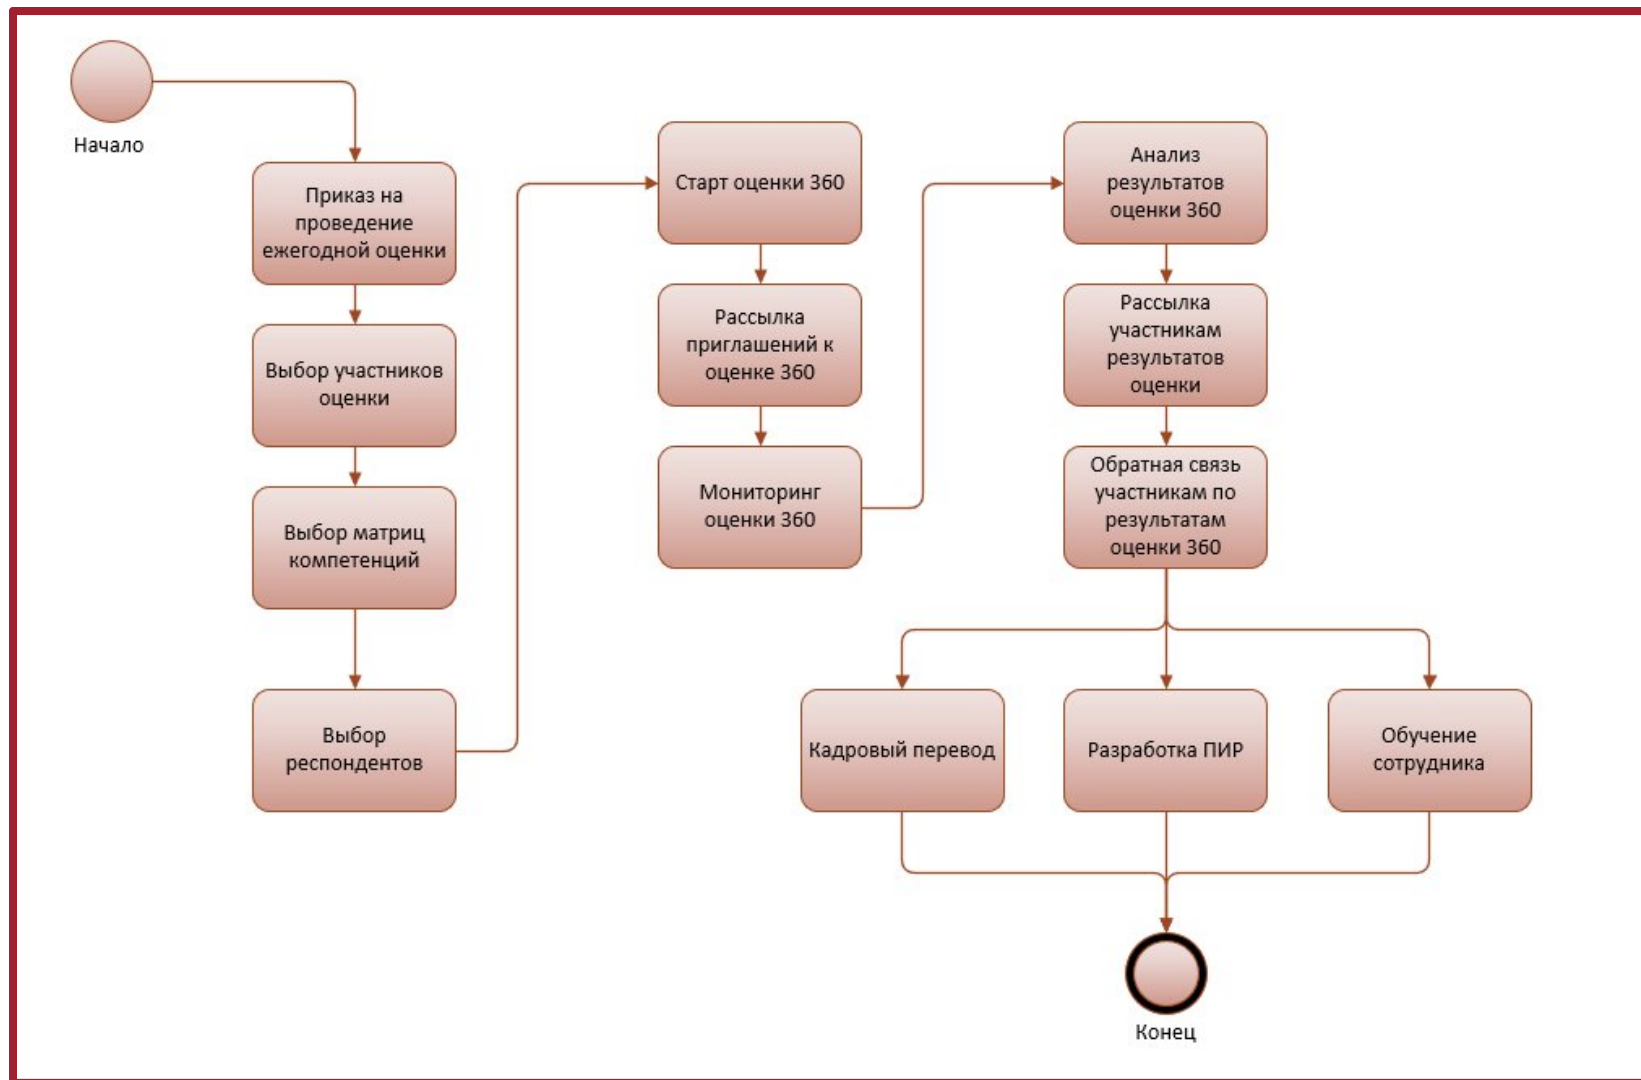 Начало
Приказ на
проведение
ежегодной оценки
Выбор участников
оценки
Выбор матриц
компетенций
Выбор
респондентов
Старт оценки 360
Рассылка
приглашений к
оценке 360
Мониторинг
оценки 360
Анализ
результатов
оценки 360
Рассылка
участникам
результатов
оценки
Обратная связь
участникам по
результатам
оценки 360
Кадровый перевод
Разработка ПИР
Обучение
сотрудника
Конец